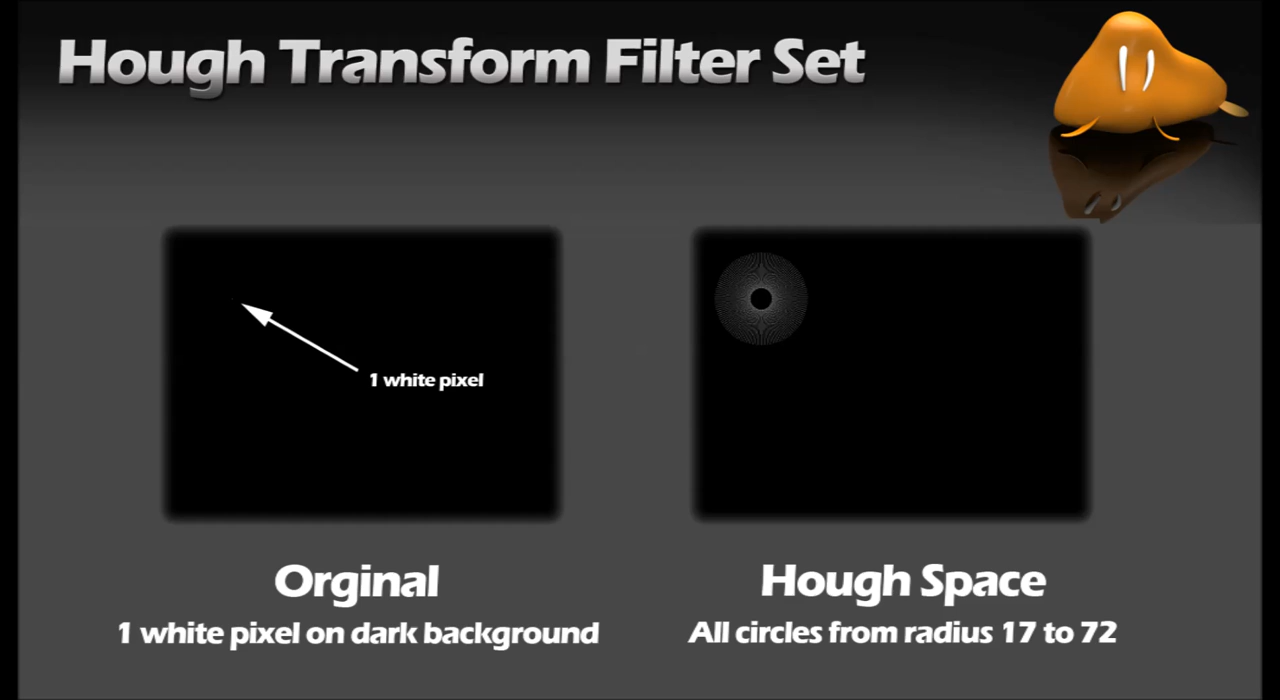 Hough Transform Filter Set
1 white pixel
Orginal
Hough Space
1 white pixel on dark background
All circles from radius 17 to 72